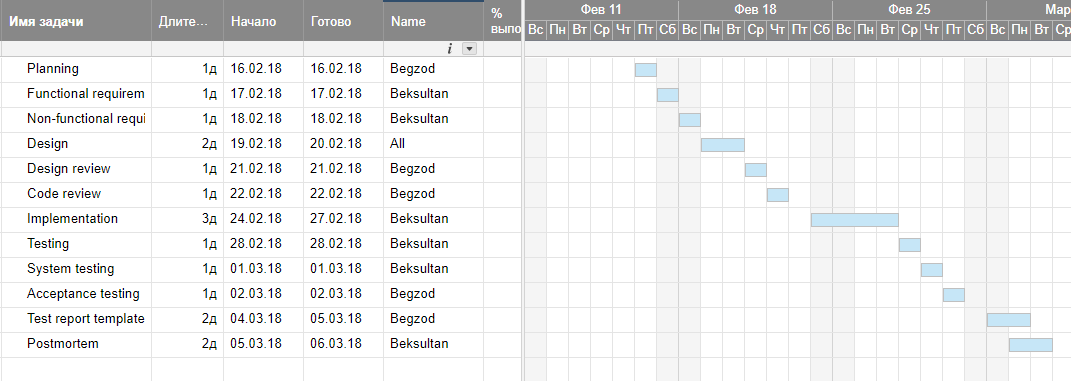 Имя задачи Длите... Начало Готово Name % выпо Фев 11 Фев 18 Фев 25 Мар
Вс Пн Вт Ср Чт Пт Сб Вс Пн Вт Ср Чт Пт Сб Вс Пн Вт Ср Чт Пт Сб Вс Пн Вт Ср
i
Planning 1д 16.02.18 16.02.18 Begzod
Functional requirem 1д 17.02.18 17.02.18 Beksultan
Non-functional requi 1д 18.02.18 18.02.18 Beksultan
Design 2д 19.02.18 20.02.18 All
Design review 1д 21.02.18 21.02.18 Begzod
Code review 1д 22.02.18 22.02.18 Begzod
Implementation 3д 24.02.18 27.02.18 Beksultan
Testing 1д 28.02.18 28.02.18 Beksultan
System testing 1д 01.03.18 01.03.18 Beksultan
Acceptance testing 1д 02.03.18 02.03.18 Begzod
Test report template 2д 04.03.18 05.03.18 Begzod
Postmortem 2д 05.03.18 06.03.18 Beksultan